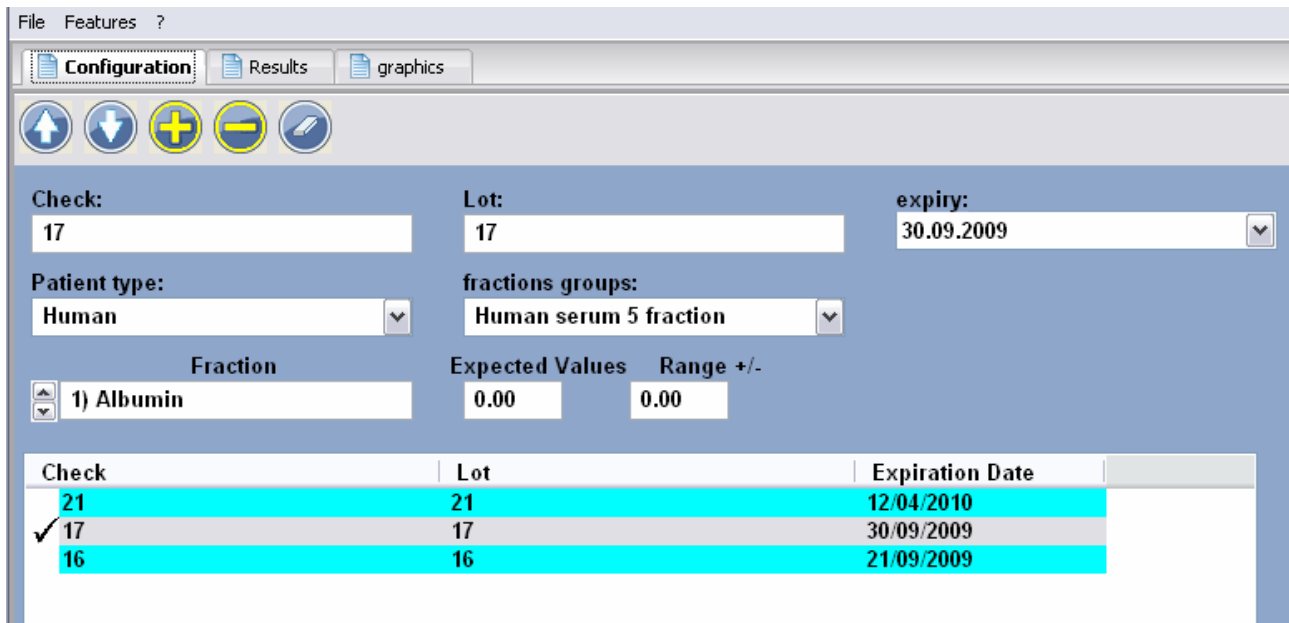 File Features ?
Configuration Results graphics
Check: Lot: expiry:
17 17 30.09.2009
Patient type: fractions groups:
Human Human serum 5 fraction
Fraction Expected Values Range +/-
1) Albumin 0.00 0.00
Check Lot Expiration Date
21 21 12/04/2010
17 17 30/09/2009
16 16 21/09/2009